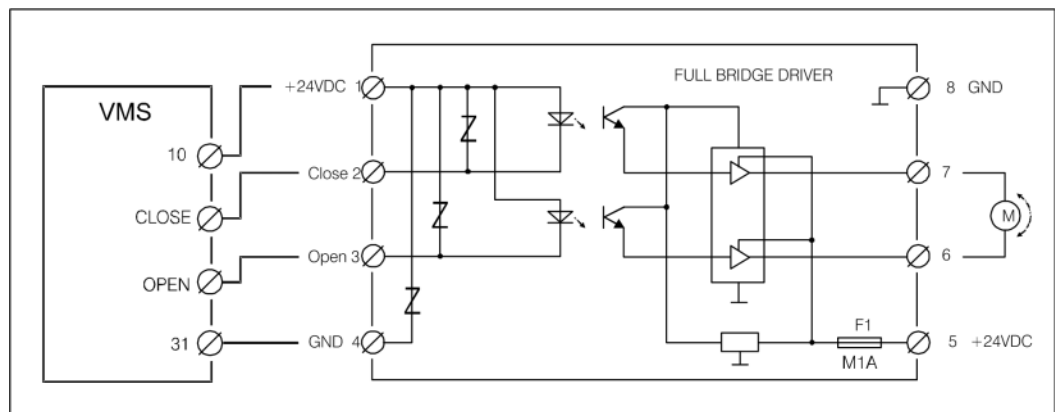 VMS
10
CLOSE
OPEN
31
+24VDC 1
Close 2
Open 3
GND 4
FULL BRIDGE DRIVER
8 GND
7
M
6
F1
M1A
5 +24VDC